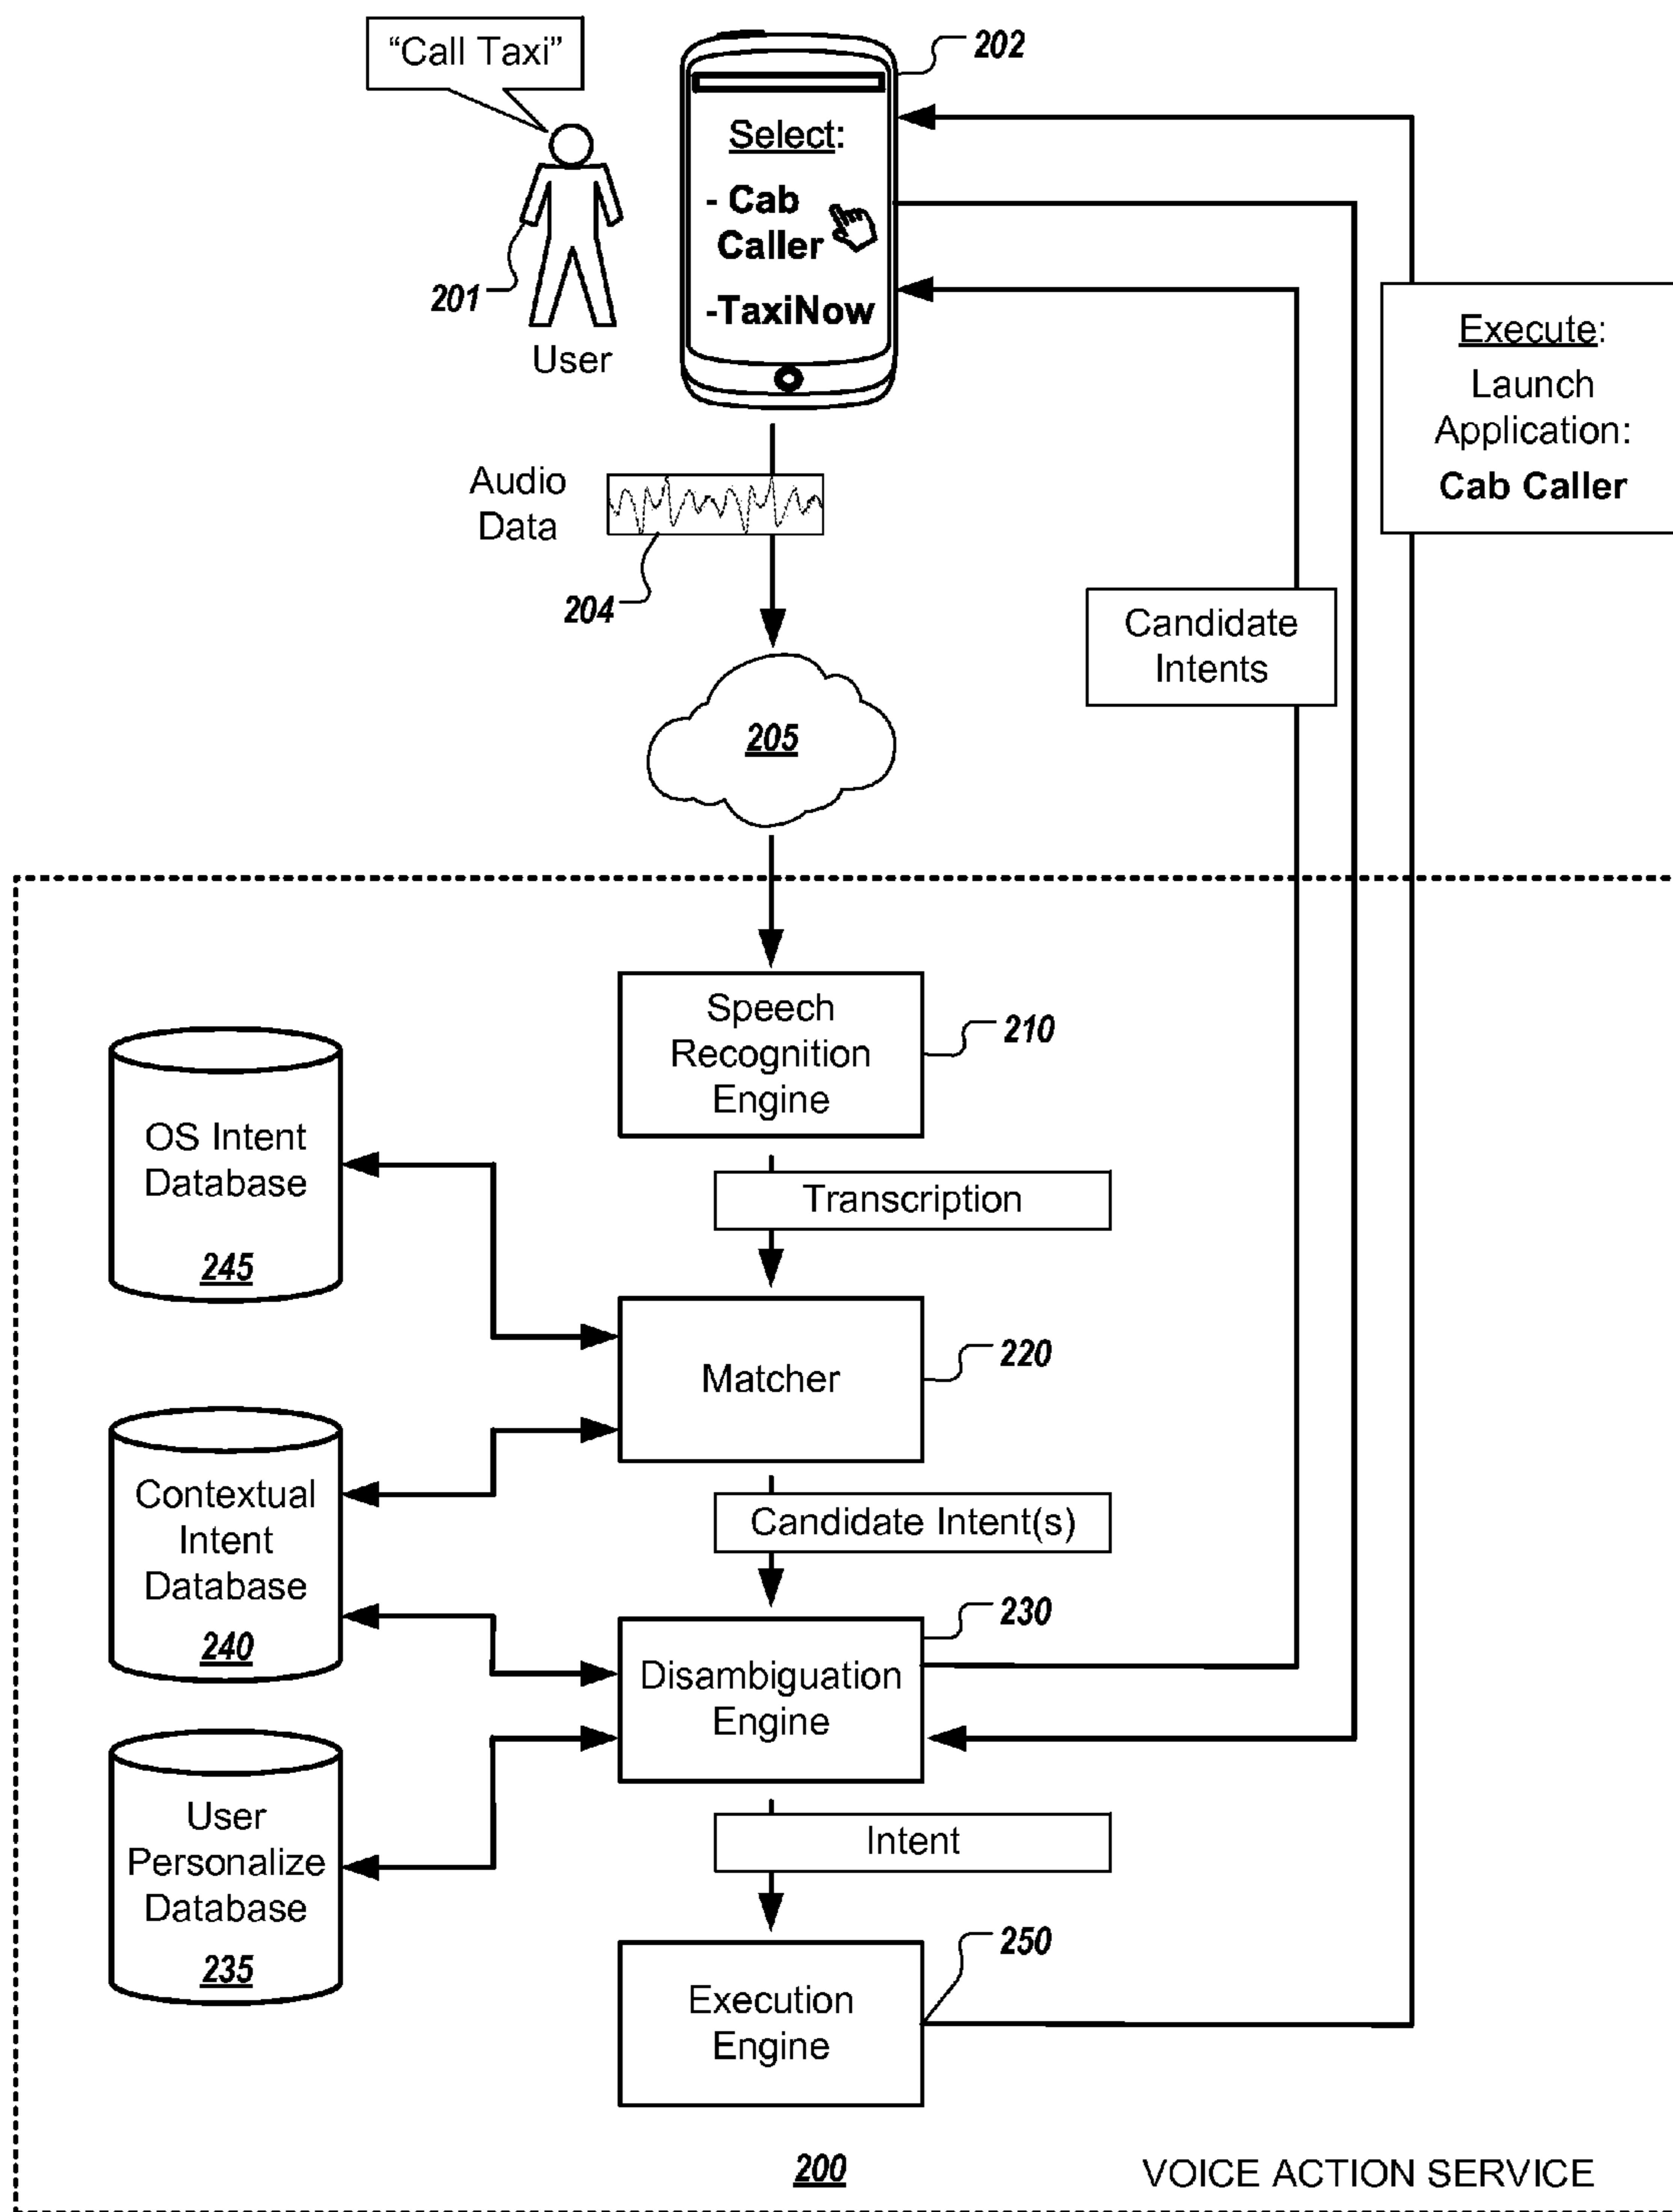 “Call Taxi”
202
Select:
- Cab
Caller
-TaxiNow
201
User
Execute:
Launch
Application:
Cab Caller
Audio
Data
204
Candidate
Intents
205
Speech
Recognition
Engine
210
OS Intent
Database
245
Transcription
Matcher
220
Contextual
Intent
Database
240
Candidate Intent(s)
230
Disambiguation
Engine
User
Personalize
Database
235
Intent
250
Execution
Engine
200
VOICE ACTION SERVICE